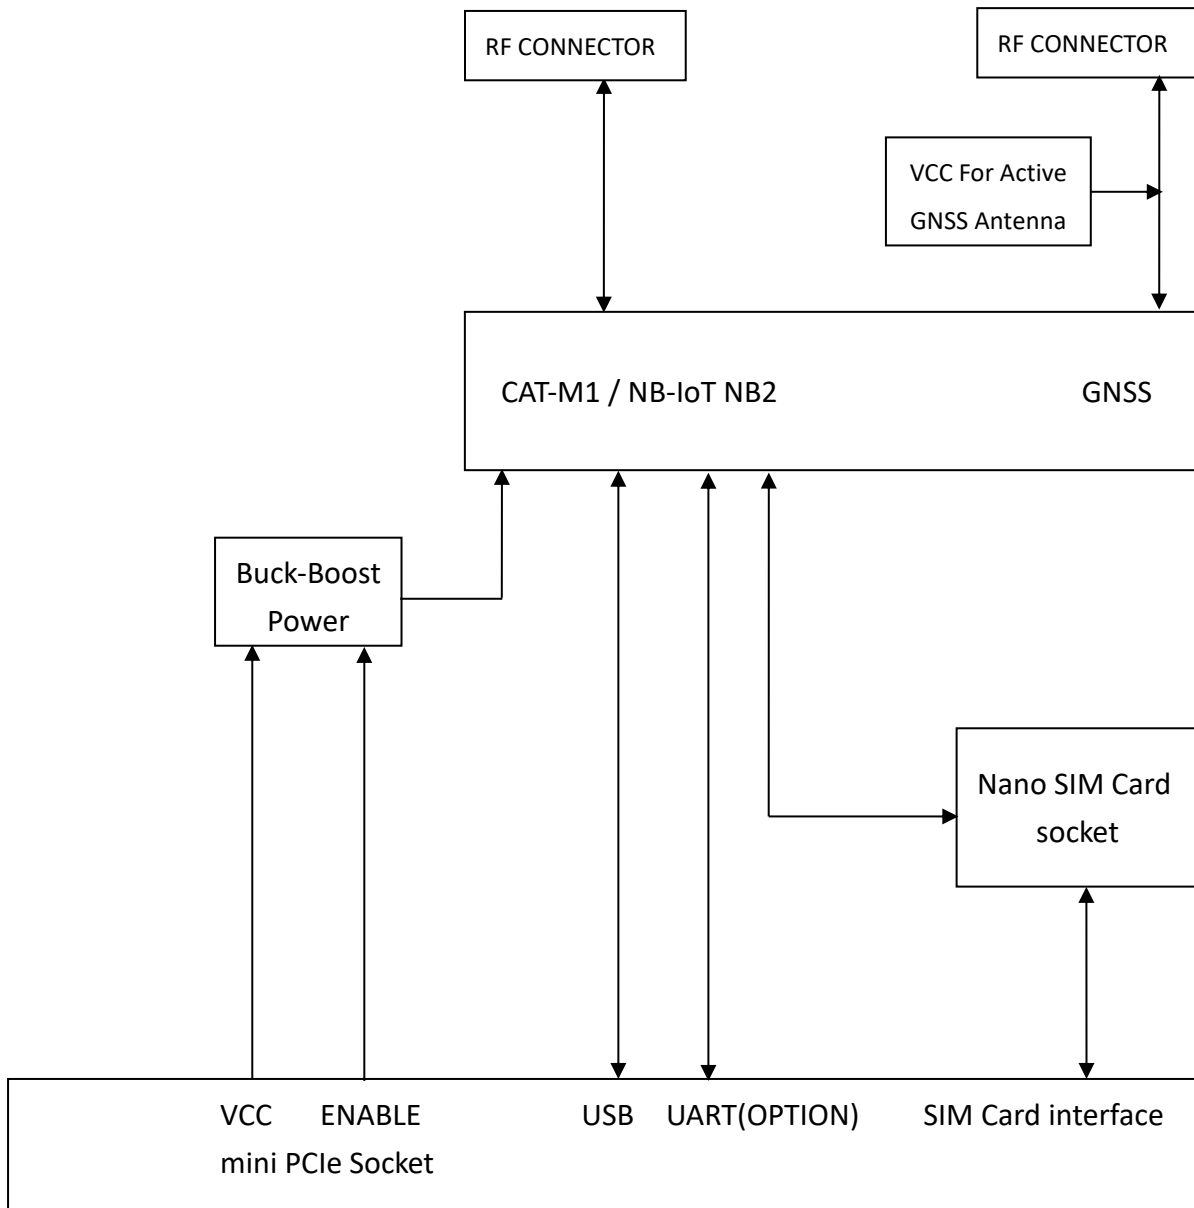 RF CONNECTOR
RF CONNECTOR
VCC For Active
GNSS Antenna
CAT-M1 / NB-IoT NB2
GNSS
Buck-Boost
Power
Nano SIM Card
socket
VCC
ENABLE
USB
UART(OPTION)
SIM Card interface
mini PCIe Socket